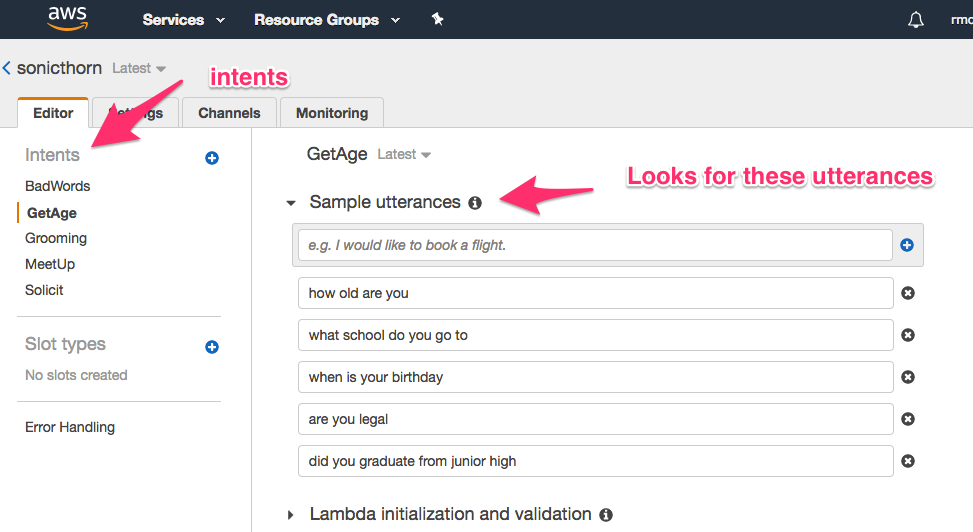 aws Services Resource Groups rmo
sonicthorn Latest intents
Editor Settings Channels Monitoring
Intents GetAge Latest
BadWords Looks for these utterances
GetAge Sample utterances
Grooming e.g. I would like to book a flight.
MeetUp
Solicit how old are you
Slot types what school do you go to
No slots created when is your birthday
Error Handling are you legal
did you graduate from junior high
Lambda initialization and validation